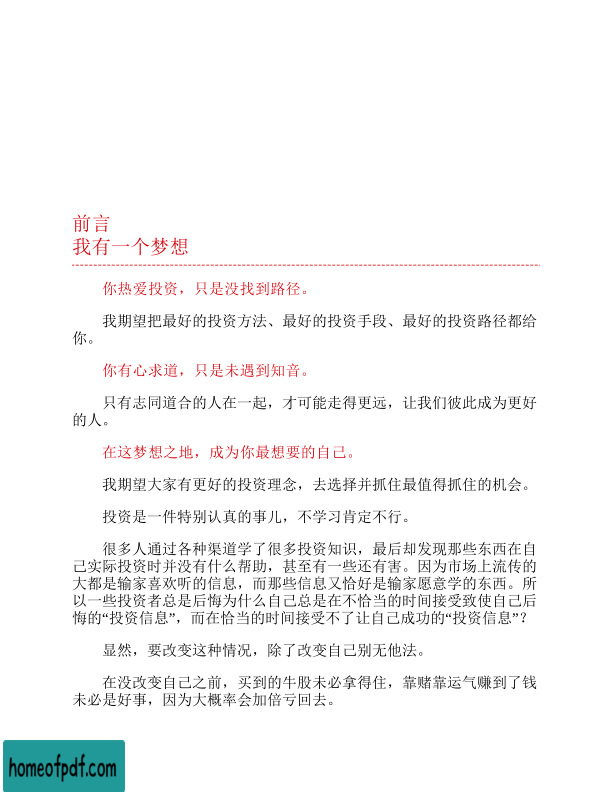 前言
我有一个梦想
你热爱投资，只是没找到路径。
我期望把最好的投资方法、最好的投资手段、最好的投资路径都给
你。
你有心求道，只是未遇到知音。
只有志同道合的人在一起，才可能走得更远，让我们彼此成为更好
的人。
在这梦想之地，成为你最想要的自己。
我期望大家有更好的投资理念，去选择并抓住最值得抓住的机会。
投资是一件特别认真的事儿，不学习肯定不行。
很多人通过各种渠道学了很多投资知识，最后却发现那些东西在自
己实际投资时并没有什么帮助，甚至有一些还有害。因为市场上流传的
大都是输家喜欢听的信息，而那些信息又恰好是输家愿意学的东西。所
以一些投资者总是后悔为什么自己总是在不恰当的时间接受致使自己后
悔的“投资信息”，而在恰当的时间接受不了让自己成功的“投资信息”？
显然，要改变这种情况，除了改变自己别无他法。
在没改变自己之前，买到的牛股未必拿得住，靠赌靠运气赚到了钱
未必是好事，因为大概率会加倍亏回去。
homeofpdf.com